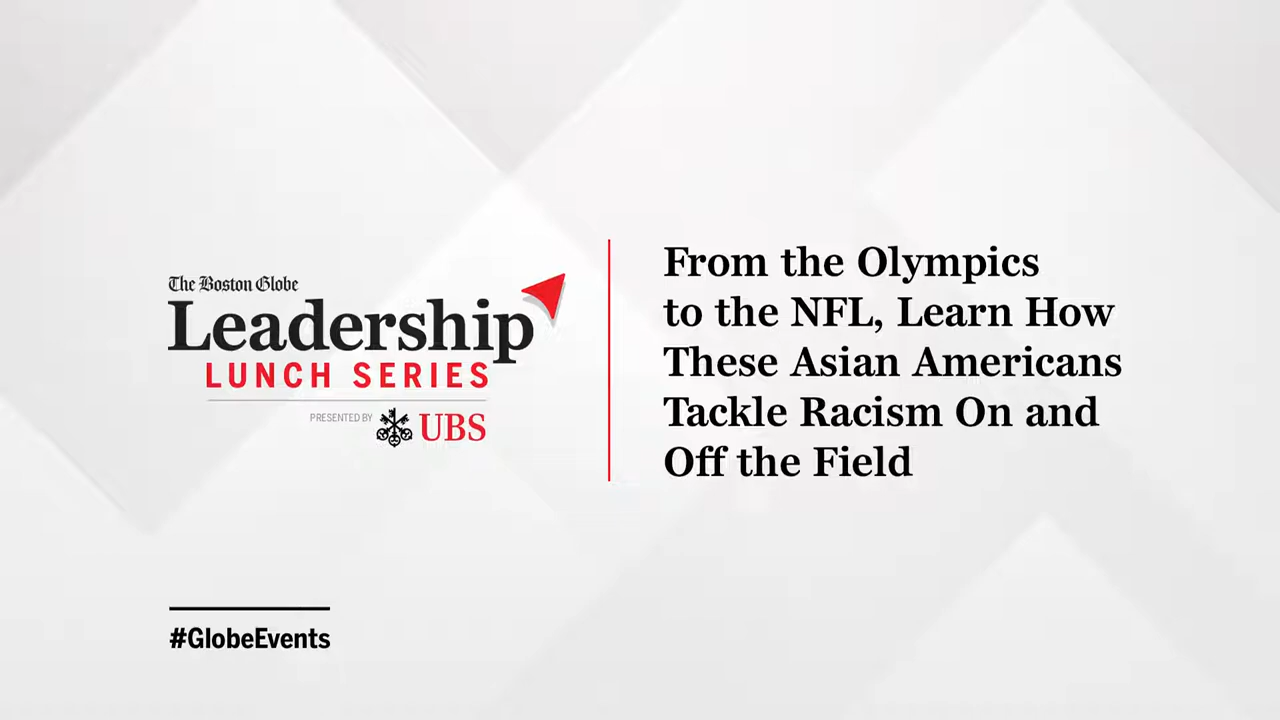 The Boston Globe
Leadership
LUNCH SERIES
PRESENTED BY UBS
From the Olympics
to the NFL, Learn How
These Asian Americans
Tackle Racism On and
Off the Field
#GlobeEvents